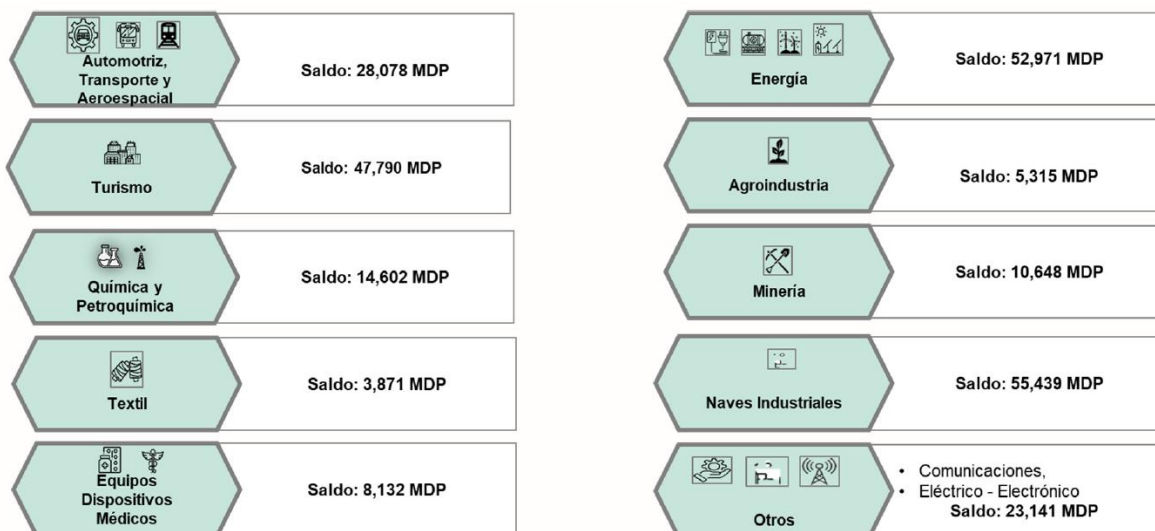 Automotriz,
Transporte y
Aeroespacial
Saldo: 28,078 MDP
Turismo
Saldo: 47,790 MDP
Química y
Petroquímica
Saldo: 14,602 MDP
Textil
Saldo: 3,871 MDP
Equipos
Dispositivos
Médicos
Saldo: 8,132 MDP
Energía
Saldo: 52,971 MDP
Agroindustria
Saldo: 5,315 MDP
Minería
Saldo: 10,648 MDP
Naves Industriales
Saldo: 55,439 MDP
Otros
• Comunicaciones,
• Eléctrico - Electrónico
Saldo: 23,141 MDP